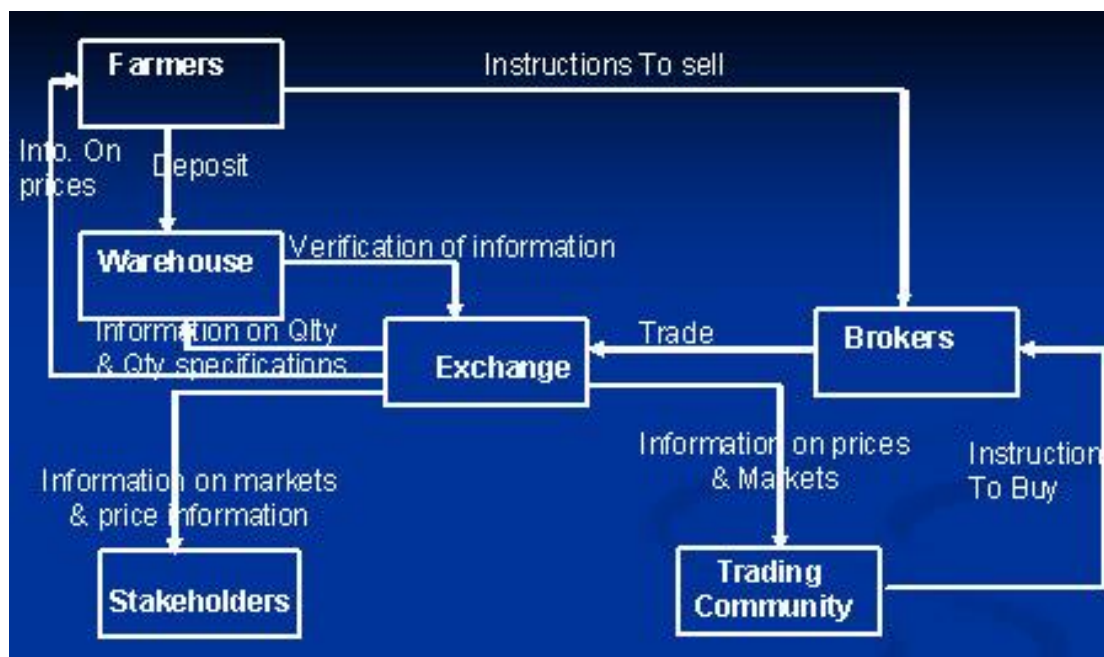 Farmers
Instructions To sell
Info. On
prices
Deposit
Warehouse
Verification of information
Information on Qlty
& Qty specifications
Exchange
Trade
Brokers
Information on markets
& price information
Information on prices
& Markets
Instruction
To Buy
Stakeholders
Trading
Community